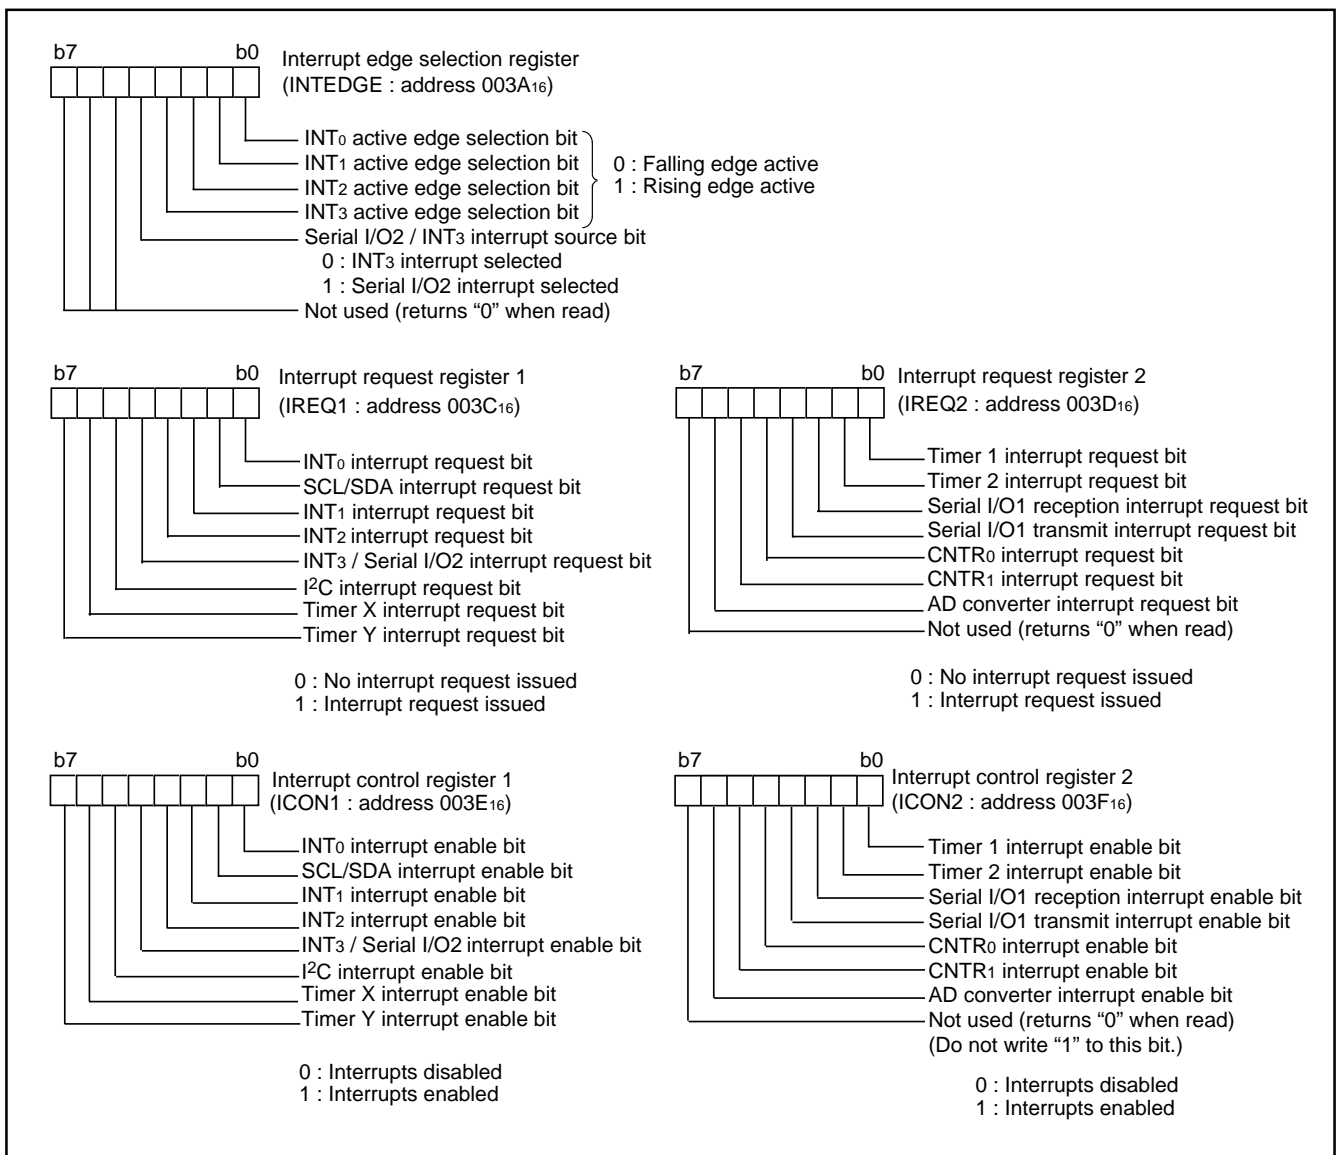 b7 b0 Interrupt edge selection register
(INTEDGE : address 003A16)
INT0 active edge selection bit
INT1 active edge selection bit
INT2 active edge selection bit
INT3 active edge selection bit
0 : Falling edge active
1 : Rising edge active
Serial I/O2 / INT3 interrupt source bit
0 : INT3 interrupt selected
1 : Serial I/O2 interrupt selected
Not used (returns “0” when read)
b7 b0 Interrupt request register 1
(IREQ1 : address 003C16)
INT0 interrupt request bit
SCL/SDA interrupt request bit
INT1 interrupt request bit
INT2 interrupt request bit
INT3 / Serial I/O2 interrupt request bit
I2C interrupt request bit
Timer X interrupt request bit
Timer Y interrupt request bit
0 : No interrupt request issued
1 : Interrupt request issued
b7 b0 Interrupt request register 2
(IREQ2 : address 003D16)
Timer 1 interrupt request bit
Timer 2 interrupt request bit
Serial I/O1 reception interrupt request bit
Serial I/O1 transmit interrupt request bit
CNTR0 interrupt request bit
CNTR1 interrupt request bit
AD converter interrupt request bit
Not used (returns “0” when read)
0 : No interrupt request issued
1 : Interrupt request issued
b7 b0 Interrupt control register 1
(ICON1 : address 003E16)
INT0 interrupt enable bit
SCL/SDA interrupt enable bit
INT1 interrupt enable bit
INT2 interrupt enable bit
INT3 / Serial I/O2 interrupt enable bit
I2C interrupt enable bit
Timer X interrupt enable bit
Timer Y interrupt enable bit
0 : Interrupts disabled
1 : Interrupts enabled
b7 b0 Interrupt control register 2
(ICON2 : address 003F16)
Timer 1 interrupt enable bit
Timer 2 interrupt enable bit
Serial I/O1 reception interrupt enable bit
Serial I/O1 transmit interrupt enable bit
CNTR0 interrupt enable bit
CNTR1 interrupt enable bit
AD converter interrupt enable bit
Not used (returns “0” when read)
(Do not write “1” to this bit.)
0 : Interrupts disabled
1 : Interrupts enabled